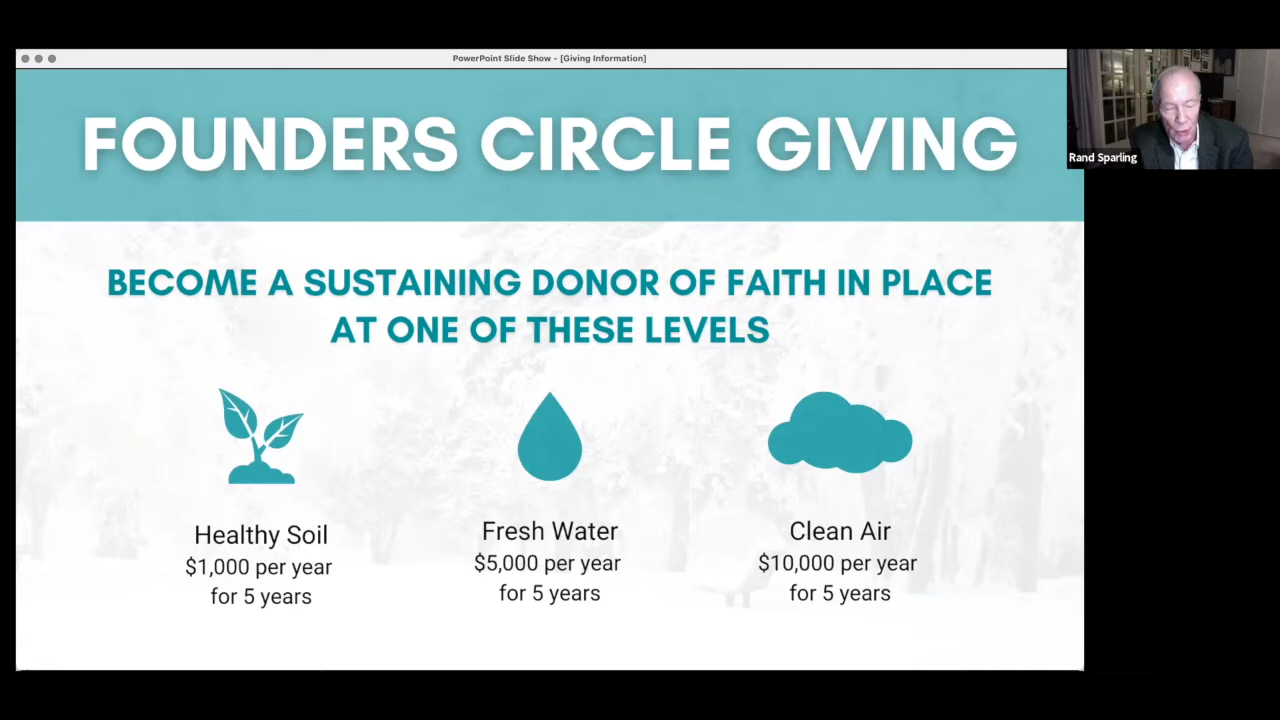 PowerPoint Slide Show - [Giving Information]
FOUNDERS CIRCLE GIVING
Rand Sparling
BECOME A SUSTAINING DONOR OF FAITH IN PLACE
AT ONE OF THESE LEVELS
Healthy Soil
$1,000 per year
for 5 years
Fresh Water
$5,000 per year
for 5 years
Clean Air
$10,000 per year
for 5 years